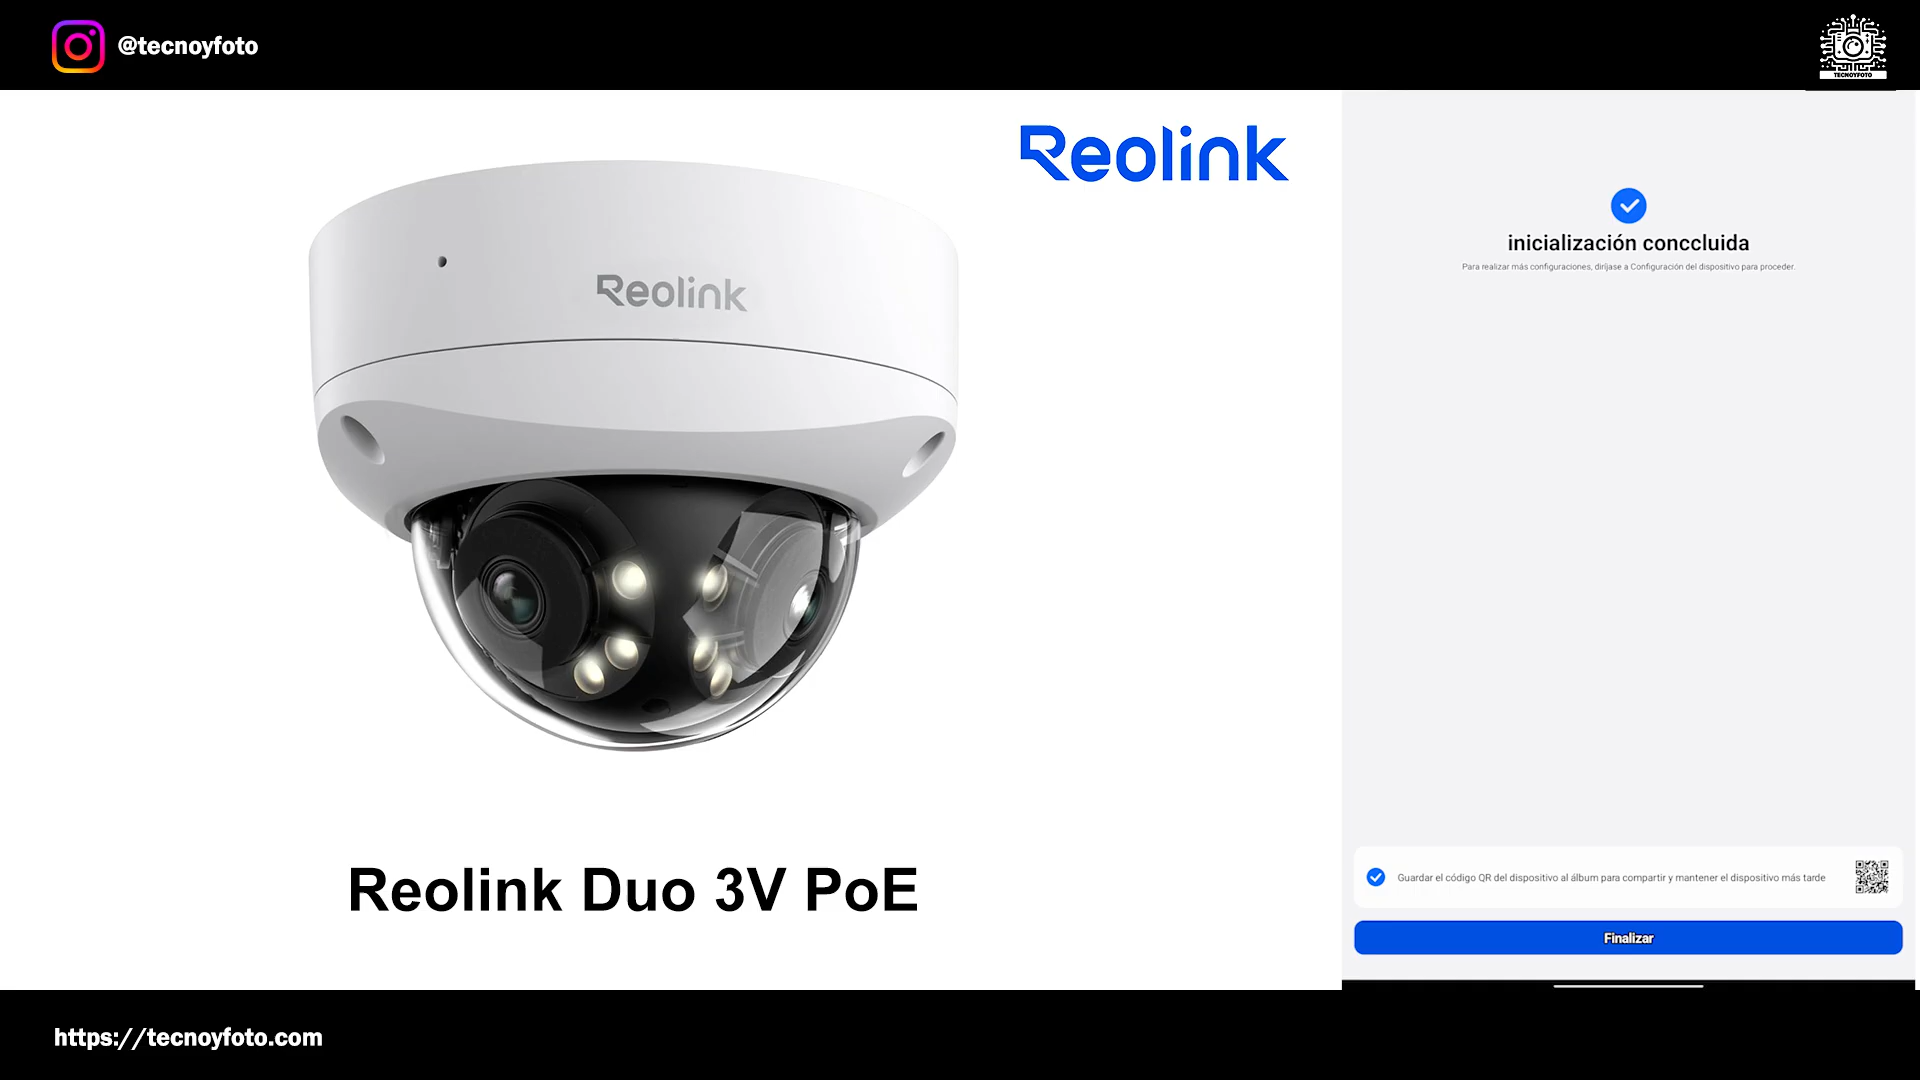 @tecnoyfoto
TECNOYFOTO
Reolink
Reolink
Reolink Duo 3V PoE
inicialización conccluida
Para realizar más configuraciones, diríjase a Configuración del dispositivo para proceder.
Guardar el código QR del dispositivo al álbum para compartir y mantener el dispositivo más tarde
Finalizar
https://tecnoyfoto.com